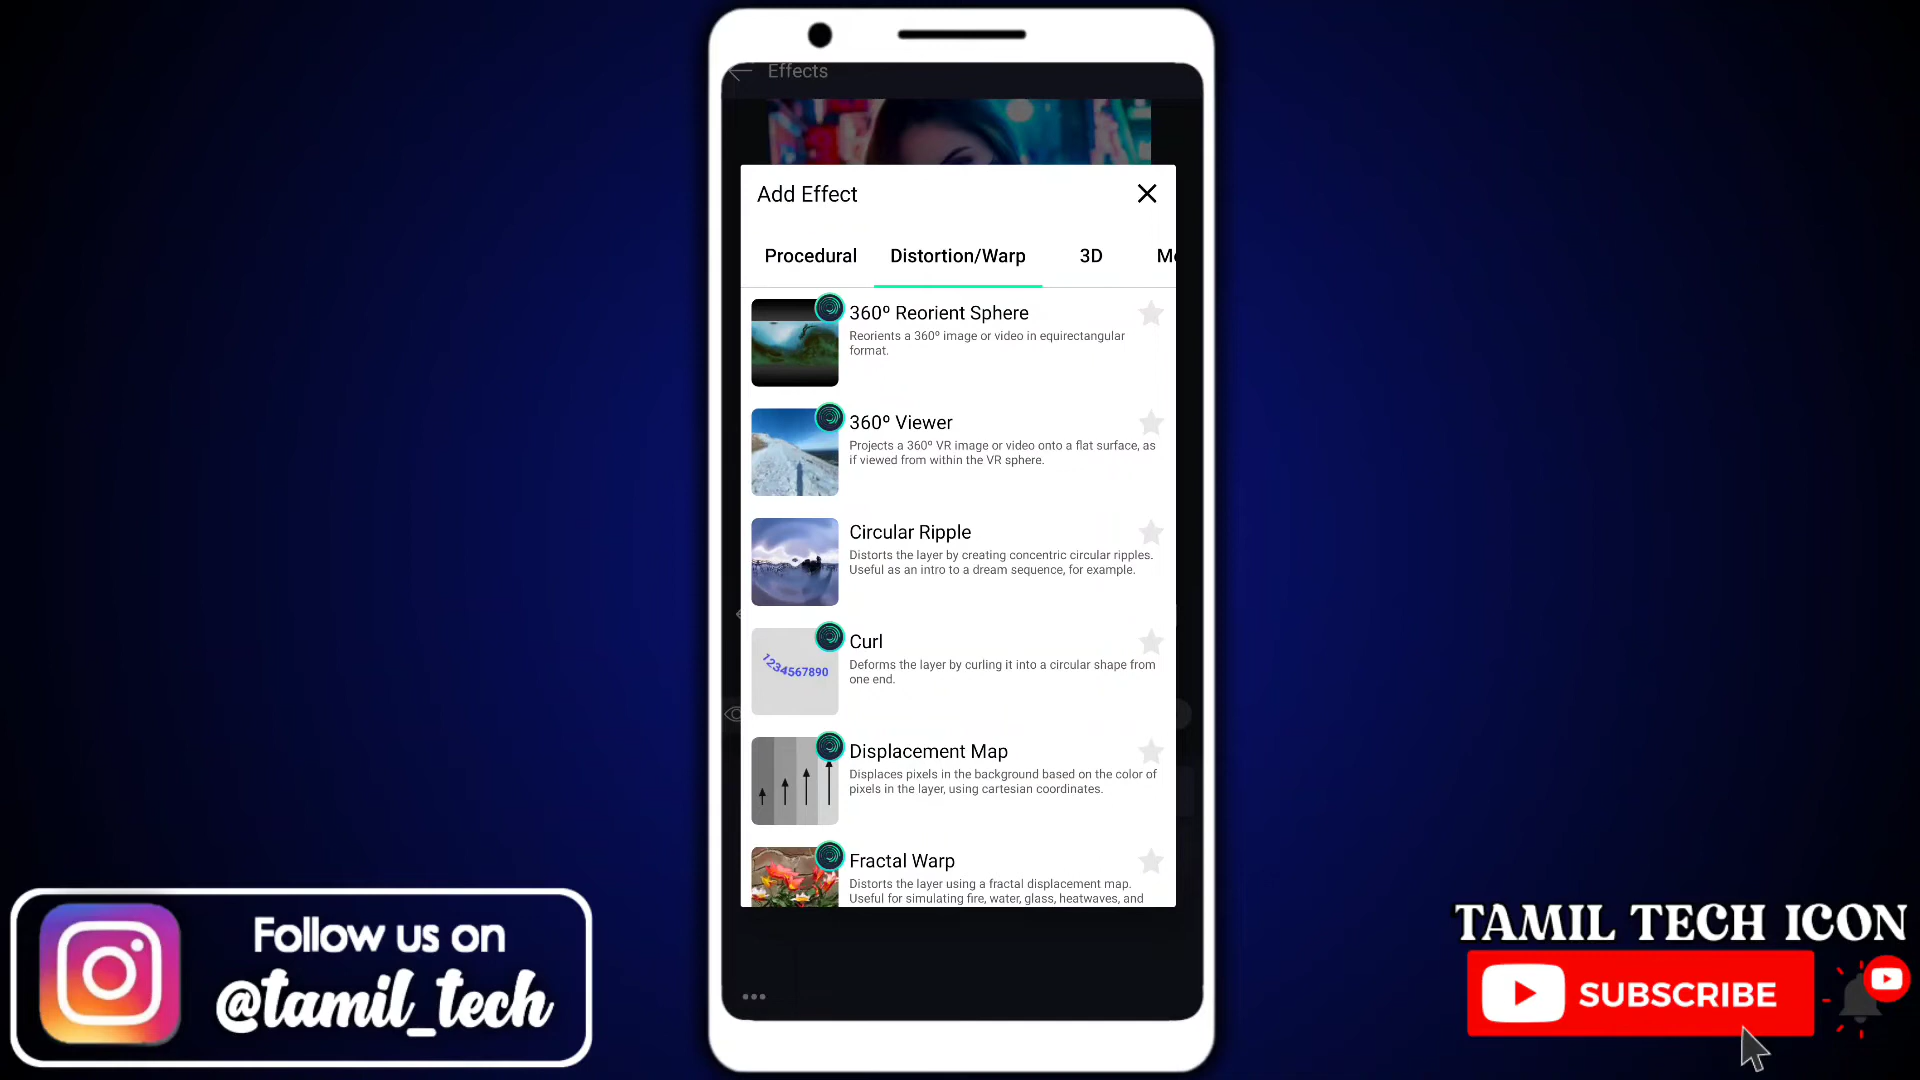 Effects
Add Effect
Procedural Distortion/Warp 3D
360º Reorient Sphere
Reorients a 360º image or video in equirectangular
format.
360º Viewer
Projects a 360º VR image or video onto a flat surface, as
if viewed from within the VR sphere.
Circular Ripple
Distorts the layer by creating concentric circular ripples.
Useful as an intro to a dream sequence, for example.
Curl
Deforms the layer by curling it into a circular shape from
one end.
1234567890
Displacement Map
Displaces pixels in the background based on the color of
pixels in the layer, using cartesian coordinates.
Fractal Warp
Distorts the layer using a fractal displacement map.
Useful for simulating fire, water, glass, heatwaves, and
Follow us on
@tamil_tech
TAMIL TECH ICON
SUBSCRIBE